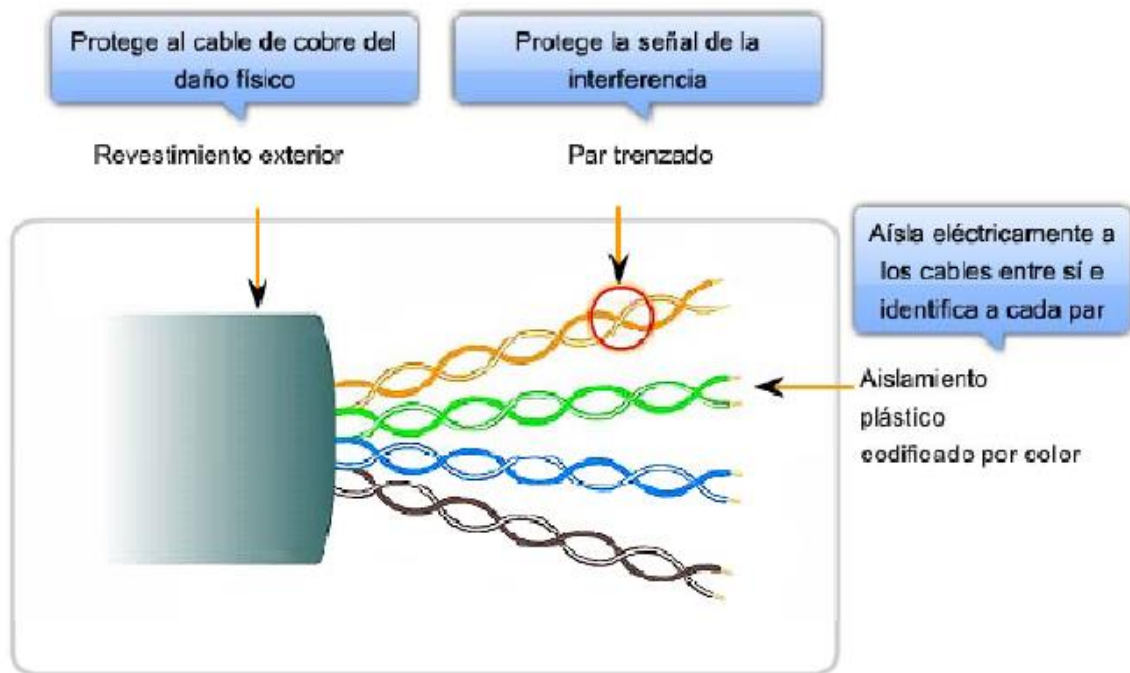 Protege al cable de cobre del
daño físico
Protege la señal de la
interferencia
Revestimiento exterior
Par trenzado
Aísla eléctricamente a
los cables entre sí e
identifica a cada par
Aislamiento
plástico
codificado por color